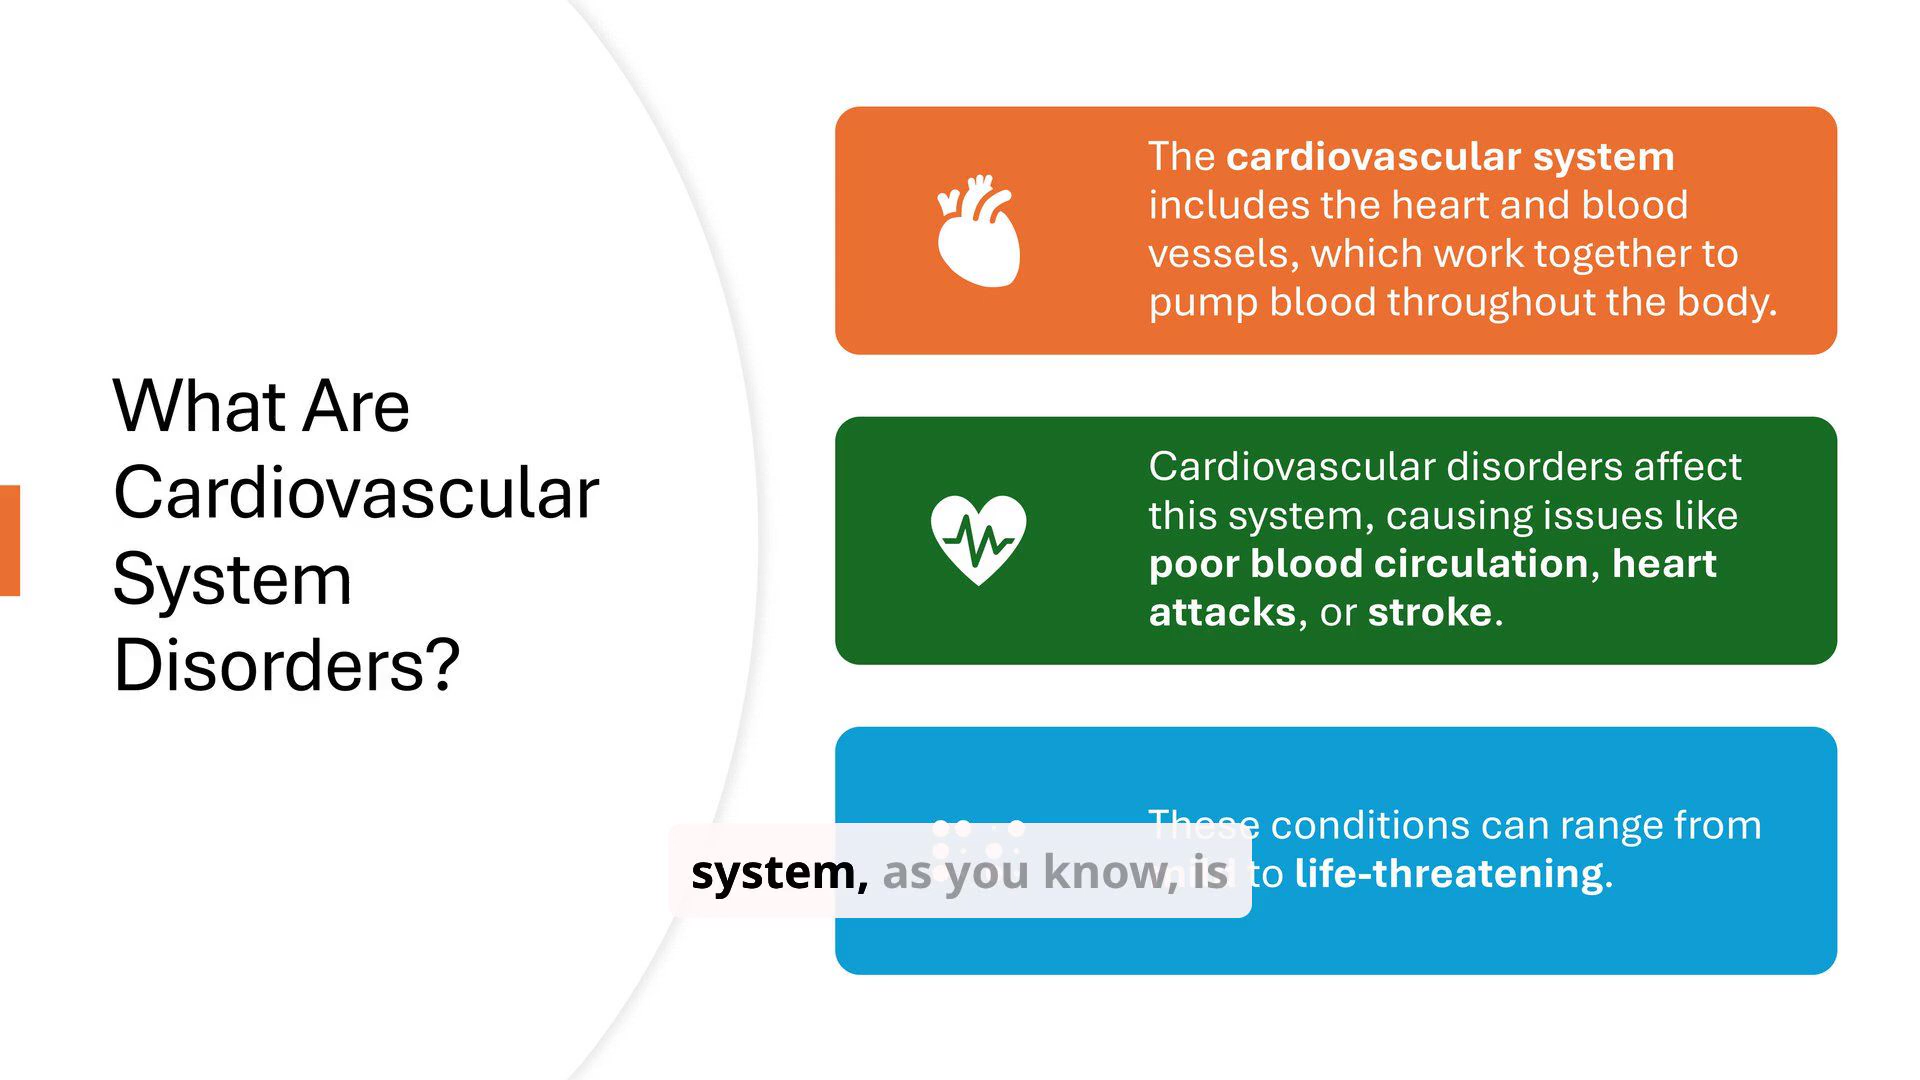 What Are
Cardiovascular
System
Disorders?
The cardiovascular system
includes the heart and blood
vessels, which work together to
pump blood throughout the body.
Cardiovascular disorders affect
this system, causing issues like
poor blood circulation, heart
attacks, or stroke.
These conditions can range from
mild to life-threatening.
system, as you know, is